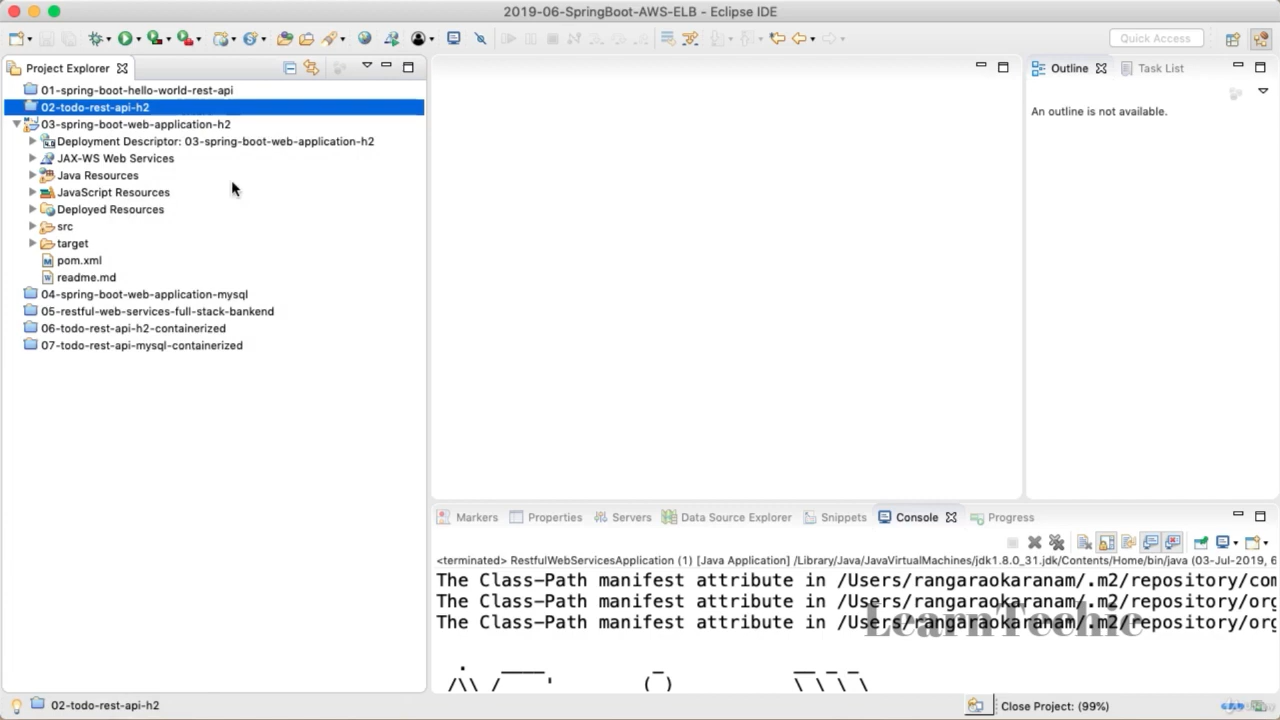 2019-06-SpringBoot-AWS-ELB - Eclipse IDE
Quick Access
Project Explorer
Outline
Task List
01-spring-boot-hello-world-rest-api
02-todo-rest-api-h2
03-spring-boot-web-application-h2
Deployment Descriptor: 03-spring-boot-web-application-h2
JAX-WS Web Services
Java Resources
JavaScript Resources
Deployed Resources
src
target
pom.xml
readme.md
04-spring-boot-web-application-mysql
05-restful-web-services-full-stack-bankend
06-todo-rest-api-h2-containerized
07-todo-rest-api-mysql-containerized
An outline is not available.
Markers
Properties
Servers
Data Source Explorer
Snippets
Console
Progress
<terminated> RestfulWebServicesApplication (1) [Java Application] /Library/Java/JavaVirtualMachines/jdk1.8.0_31.jdk/Contents/Home/bin/java (03-Jul-2019, 6
The Class-Path manifest attribute in /Users/rangaraokaranam/.m2/repository/com
The Class-Path manifest attribute in /Users/rangaraokaranam/.m2/repository/org
The Class-Path manifest attribute in /Users/rangaraokaranam/.m2/repository/org
LearnTechie
02-todo-rest-api-h2
Close Project: (99%)